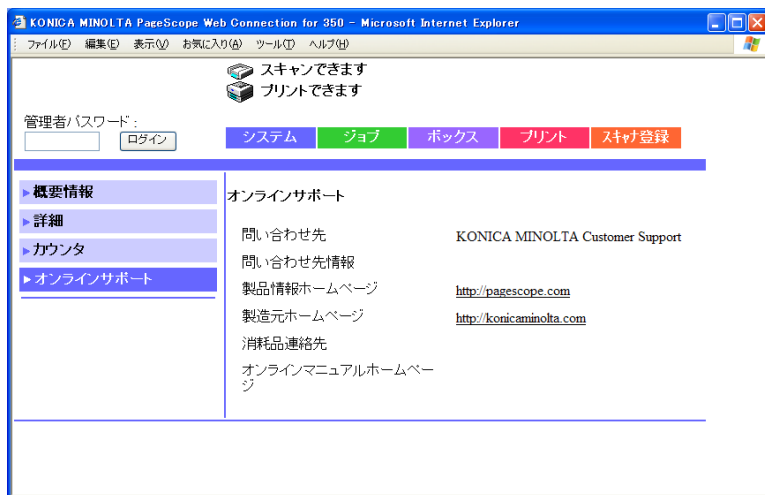 KONICA MINOLTA PageScope Web Connection for 350 - Microsoft Internet Explorer
ファイル(F) 編集(E) 表示(V) お気に入り(A) ツール(T) ヘルプ(H)
スキャンできます
プリントできます
管理者パスワード:
ログイン
システム ジョブ ボックス プリント スキャナ登録
概要情報
詳細
カウンタ
オンラインサポート
オンラインサポート
問い合わせ先 KONICA MINOLTA Customer Support
問い合わせ先情報
製品情報ホームページ http://pagescope.com
製造元ホームページ http://konicaminolta.com
消耗品連絡先
オンラインマニュアルホームペー
ジ